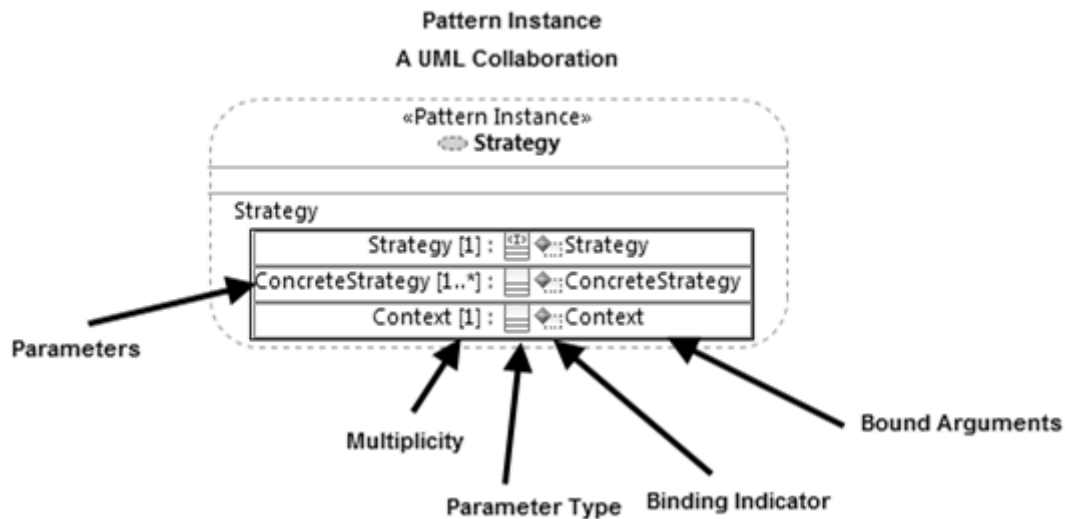 Pattern Instance
A UML Collaboration
«Pattern Instance»
Strategy
Strategy
Strategy [1] : <I> Strategy
ConcreteStrategy [1..*] : ConcreteStrategy
Context [1] : Context
Parameters
Multiplicity
Bound Arguments
Parameter Type
Binding Indicator